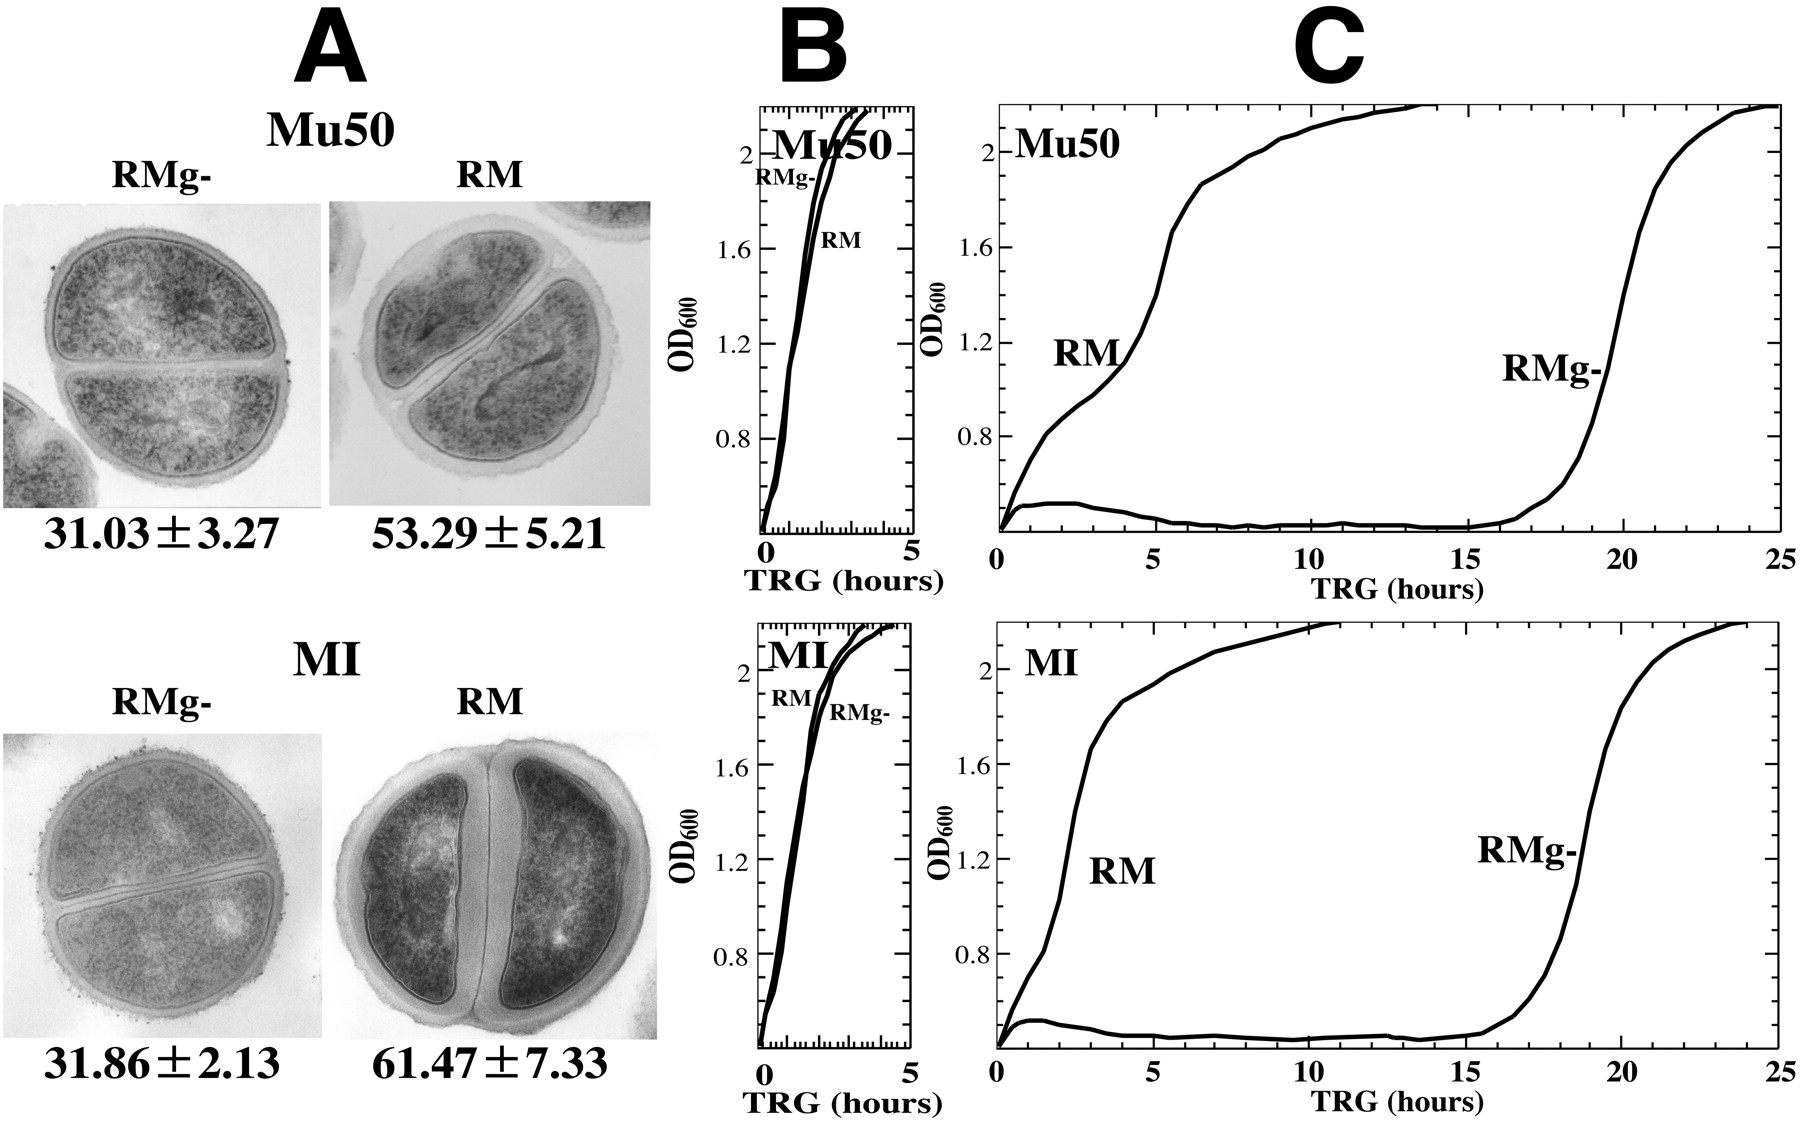 A
B
C
Mu50
RMg-
RM
31.03±3.27
53.29±5.21
Mu50
RMg-
RM
2
1.6
1.2
0.8
OD600
0
5
TRG (hours)
Mu50
RM
RMg-
2
1.6
1.2
0.8
OD600
0
5
10
15
20
25
TRG (hours)
MI
RMg-
RM
31.86±2.13
61.47±7.33
MI
RM
RMg-
2
1.6
1.2
0.8
OD600
0
5
TRG (hours)
MI
RM
RMg-
2
1.6
1.2
0.8
OD600
0
5
10
15
20
25
TRG (hours)